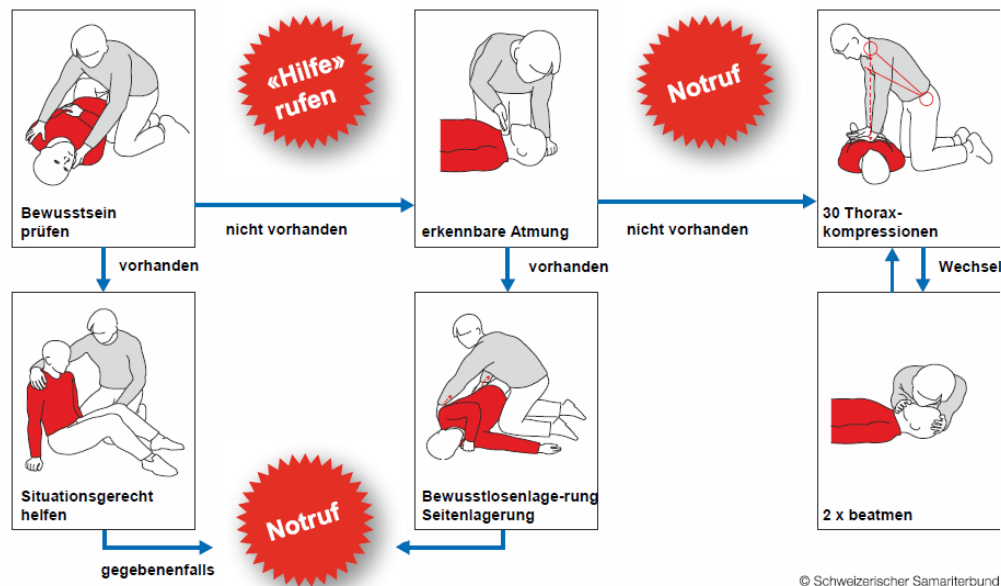 «Hilfe»
rufen
Notruf
Bewusstsein
prüfen
nicht vorhanden
erkennbare Atmung
nicht vorhanden
30 Thorax-
kompressionen
vorhanden
vorhanden
Wechsel
Situationsgerecht
helfen
Notruf
Bewusstlosenlage-rung
Seitenlagerung
2 x beatmen
gegebenenfalls
© Schweizerischer Samariterbund